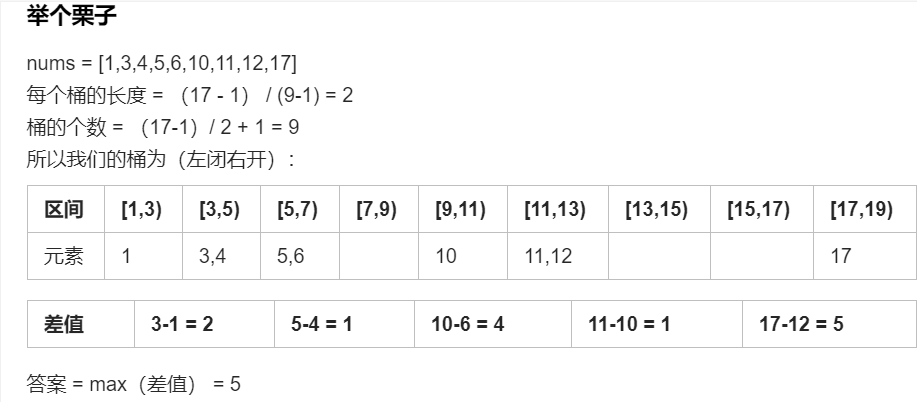 举个栗子
nums = [1,3,4,5,6,10,11,12,17]
每个桶的长度 = （17 - 1） / (9-1) = 2
桶的个数 = （17-1）/ 2 + 1 = 9
所以我们的桶为（左闭右开）：
区间 [1,3) [3,5) [5,7) [7,9) [9,11) [11,13) [13,15) [15,17) [17,19)
元素 1 3,4 5,6 10 11,12 17
差值 3-1 = 2 5-4 = 1 10-6 = 4 11-10 = 1 17-12 = 5
答案 = max（差值） = 5